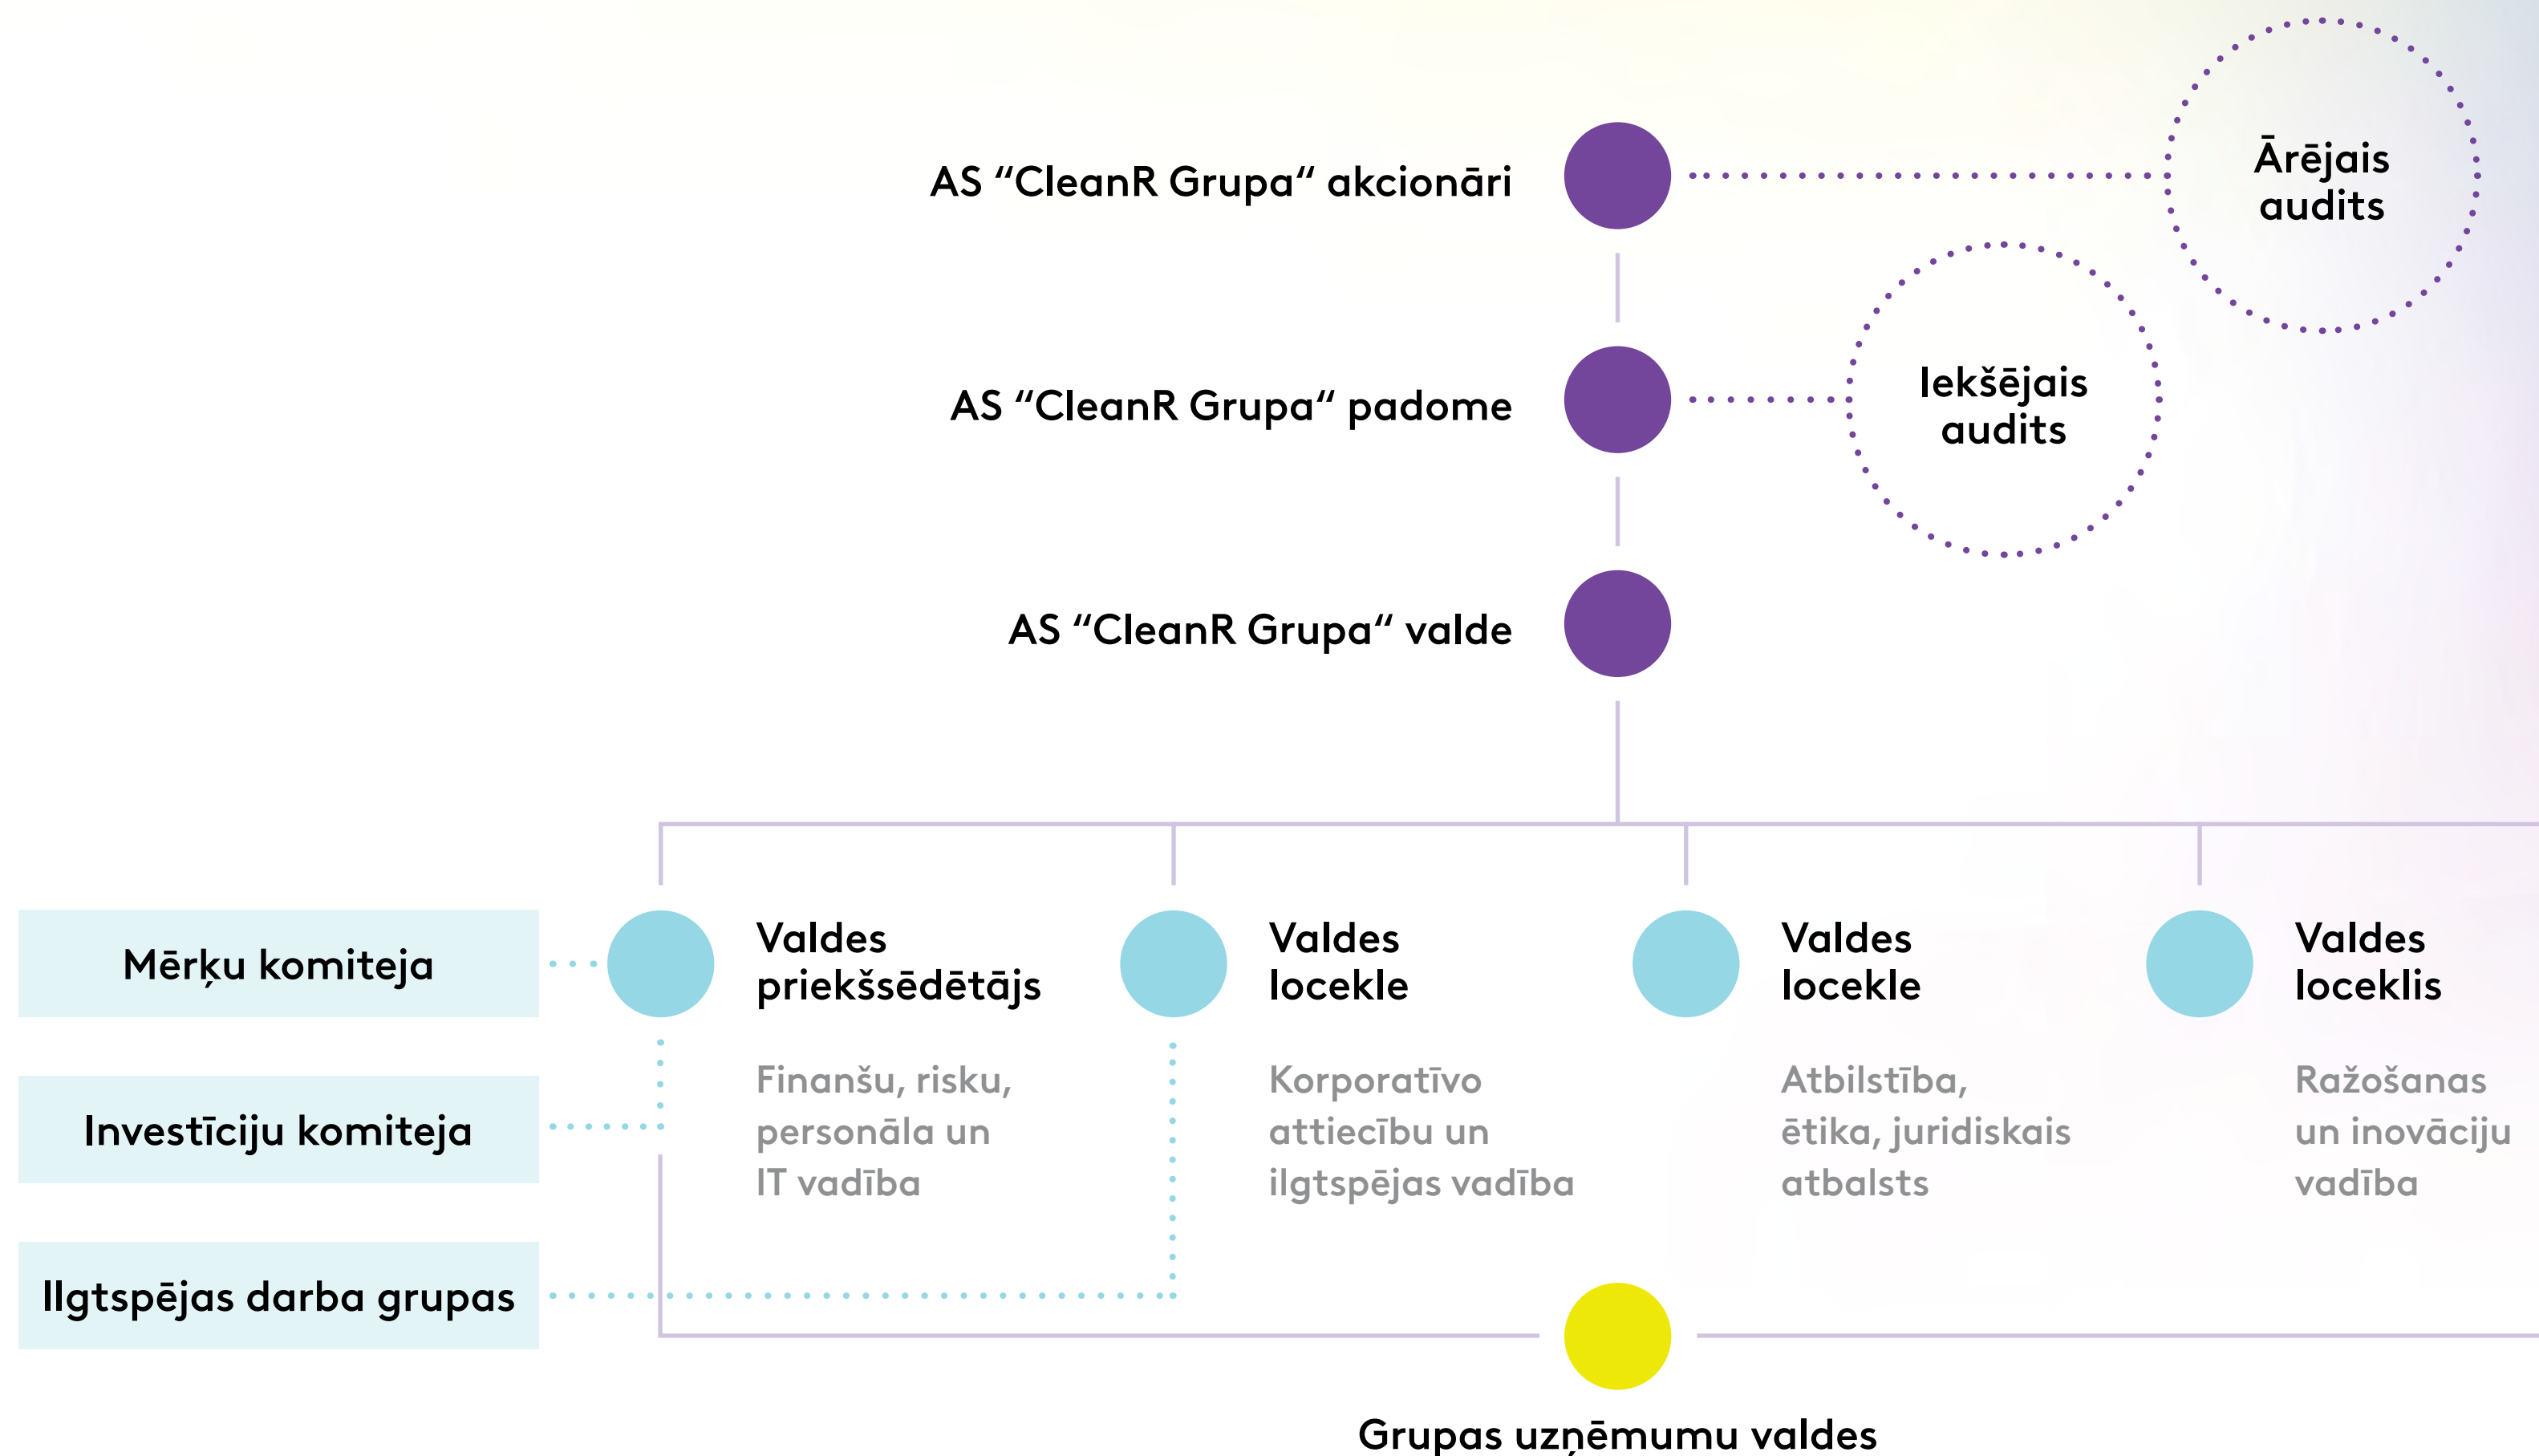 AS “CleanR Grupa“ akcionāri
Ārējais
audits
AS “CleanR Grupa“ padome
Iekšējais
audits
AS “CleanR Grupa“ valde
Mērķu komiteja
Investīciju komiteja
Ilgtspējas darba grupas
Valdes
priekšsēdētājs
Finanšu, risku,
personāla un
IT vadība
Valdes
locekle
Korporatīvo
attiecību un
ilgtspējas vadība
Valdes
locekle
Atbilstība,
ētika, juridiskais
atbalsts
Valdes
loceklis
Ražošanas
un inovāciju
vadība
Grupas uzņēmumu valdes